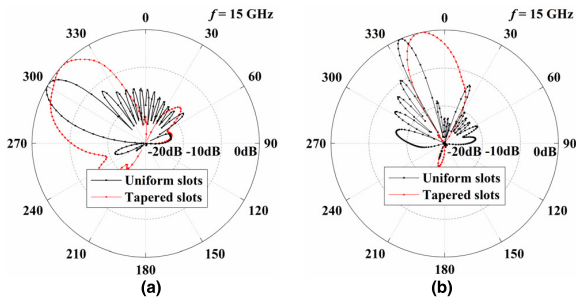 0
f = 15 GHz
330
30
300
60
270
-20dB -10dB 0dB
90
Uniform slots
Tapered slots
240
120
210
150
180
(a)
0
f = 15 GHz
330
30
300
60
270
-20dB -10dB 0dB
90
Uniform slots
Tapered slots
240
120
210
150
180
(b)